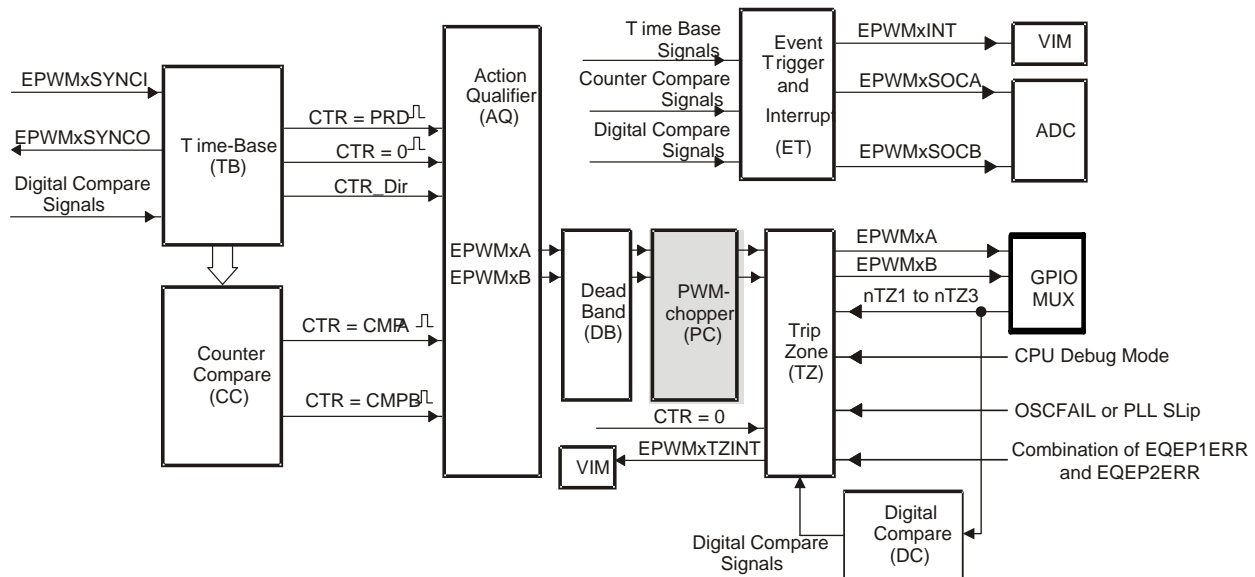 EPWMxSYNCI
EPWMxSYNCO
Digital Compare
Signals
Time-Base
(TB)
CTR = PRD
CTR = 0
CTR_Dir
Counter
Compare
(CC)
CTR = CMPA
CTR = CMPB
Action
Qualifier
(AQ)
EPWMxA
EPWMxB
Time Base
Signals
Counter Compare
Signals
Digital Compare
Signals
Event
Trigger
and
Interrupt
(ET)
EPWMxINT
EPWMxSOCA
EPWMxSOCB
VIM
ADC
Dead
Band
(DB)
PWM-
chopper
(PC)
Trip
Zone
(TZ)
EPWMxA
EPWMxB
nTZ1 to nTZ3
GPIO
MUX
CPU Debug Mode
OSCFAIL or PLL SLip
Combination of EQEP1ERR
and EQEP2ERR
CTR = 0
EPWMxTZINT
VIM
Digital Compare
Signals
Digital
Compare
(DC)